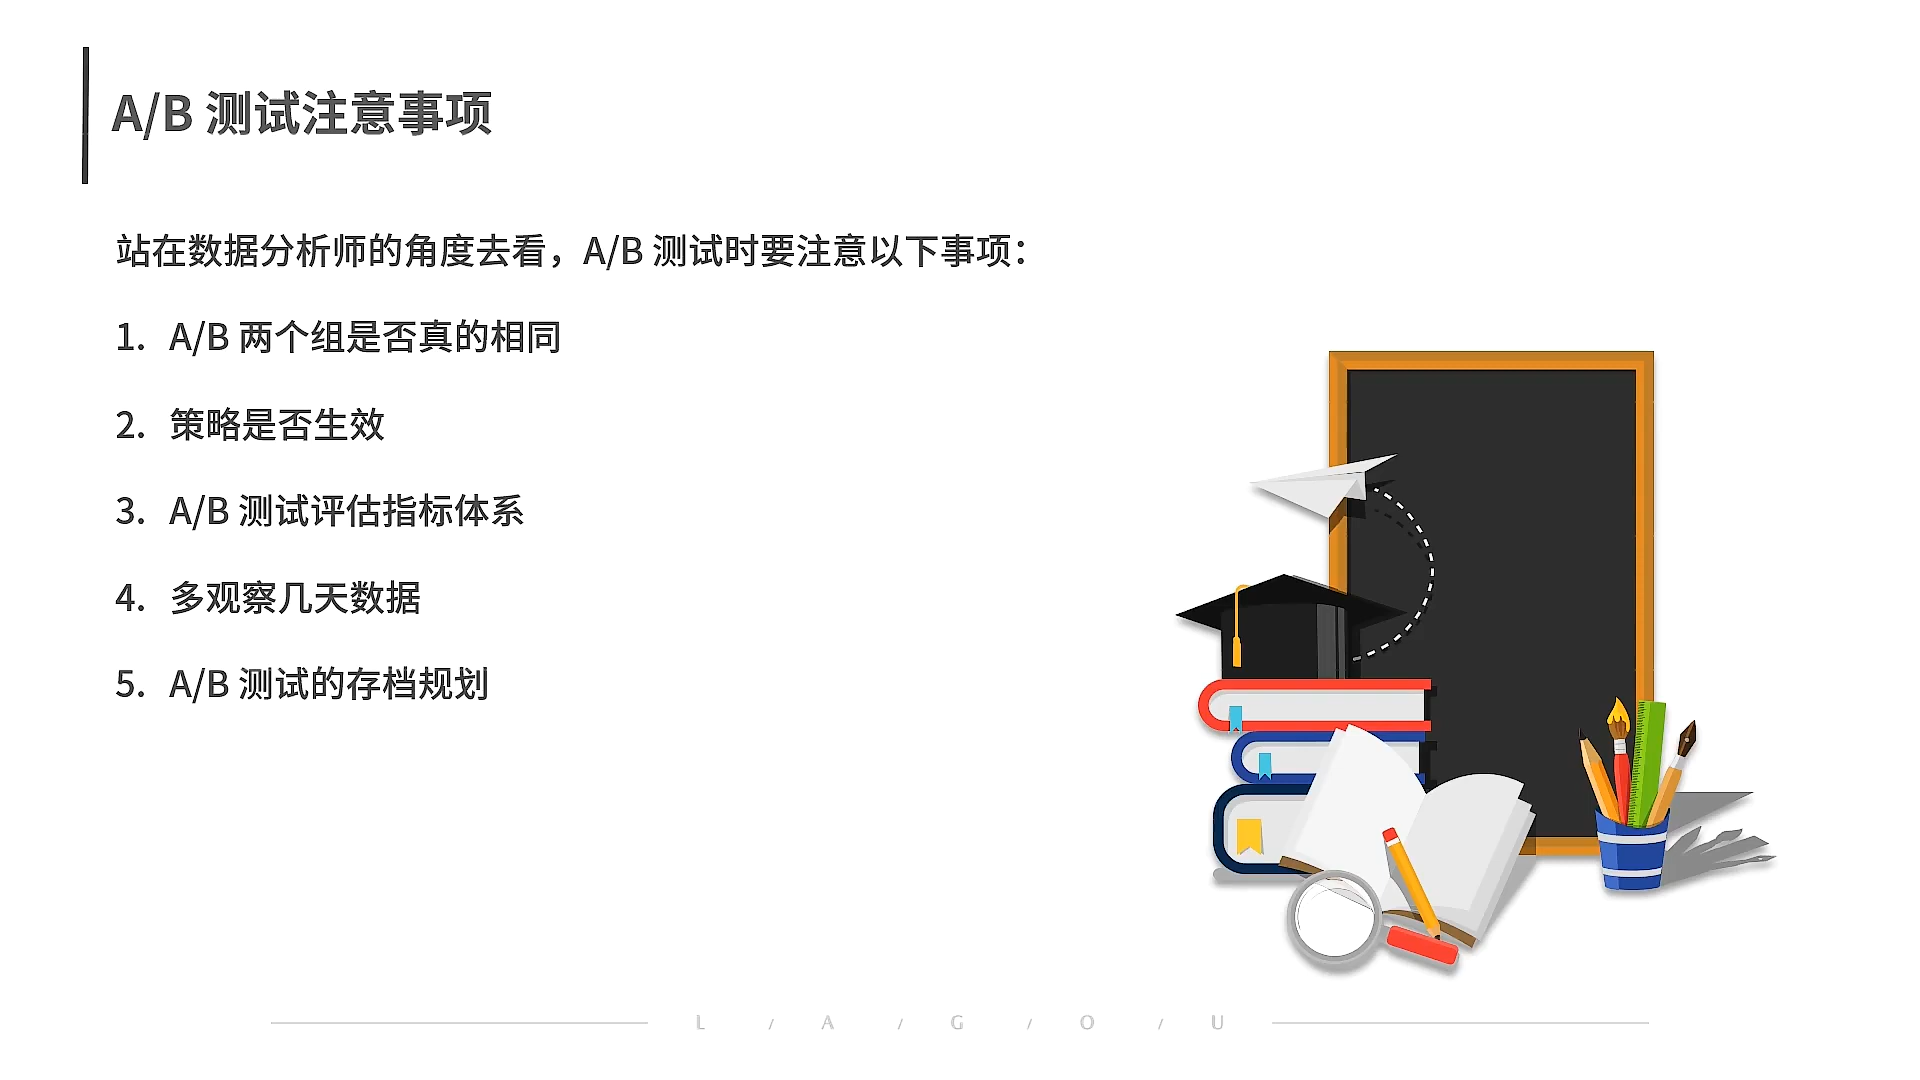 A/B 测试注意事项
站在数据分析师的角度去看，A/B 测试时要注意以下事项：
1. A/B 两个组是否真的相同
2. 策略是否生效
3. A/B 测试评估指标体系
4. 多观察几天数据
5. A/B 测试的存档规划
L / A / G / O / U